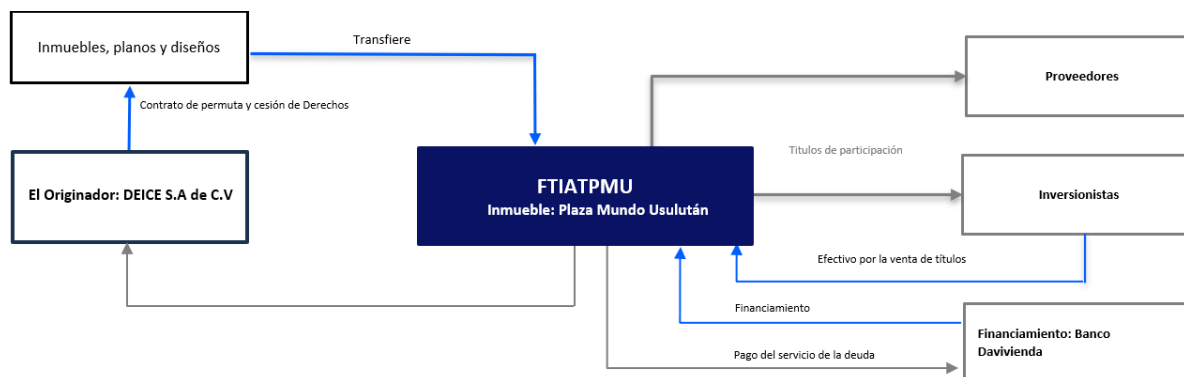 Inmuebles, planos y diseños
Transfiere
Contrato de permuta y cesión de Derechos
El Originador: DEICE S.A de C.V
FTIATPMU
Inmueble: Plaza Mundo Usulután
Proveedores
Titulos de participación
Inversionistas
Efectivo por la venta de títulos
Financiamiento
Financiamiento: Banco
Davivienda
Pago del servicio de la deuda